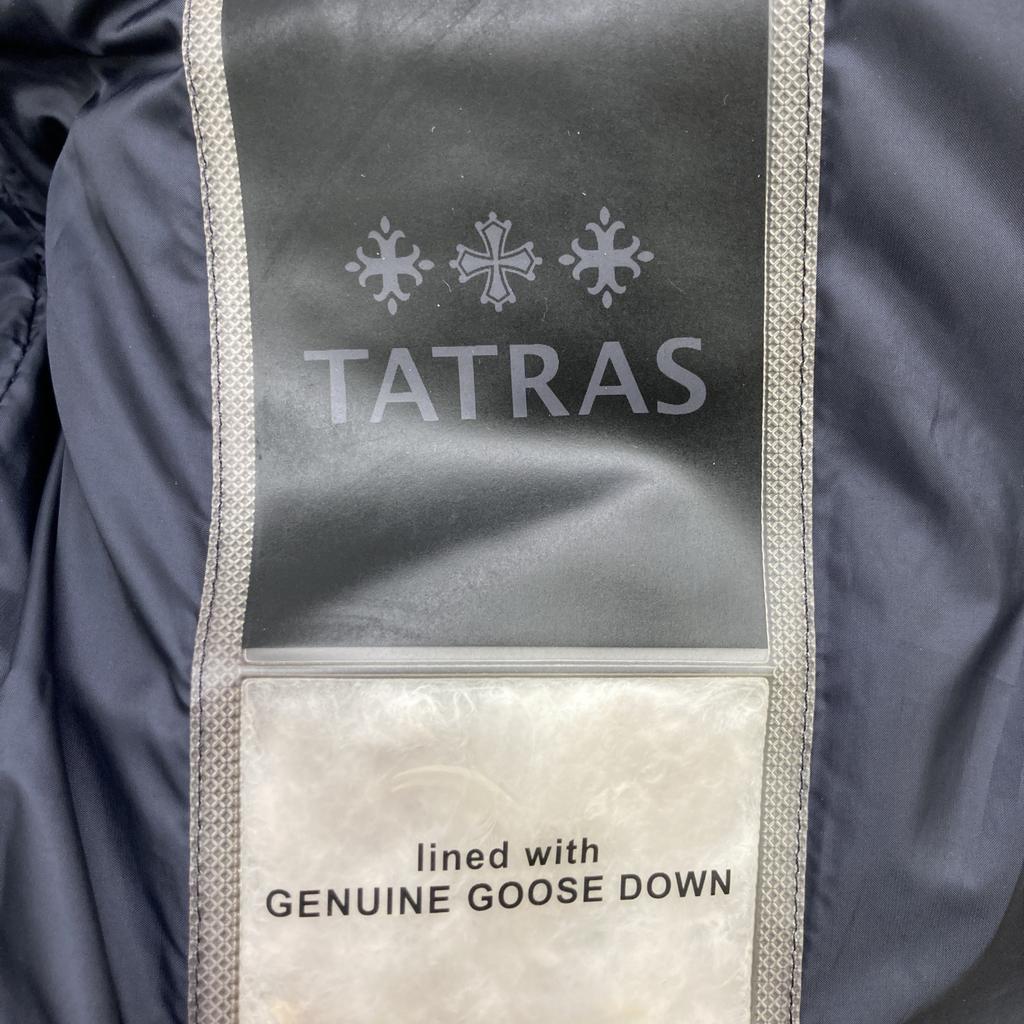 TATRAS
lined with
GENUINE GOOSE DOWN